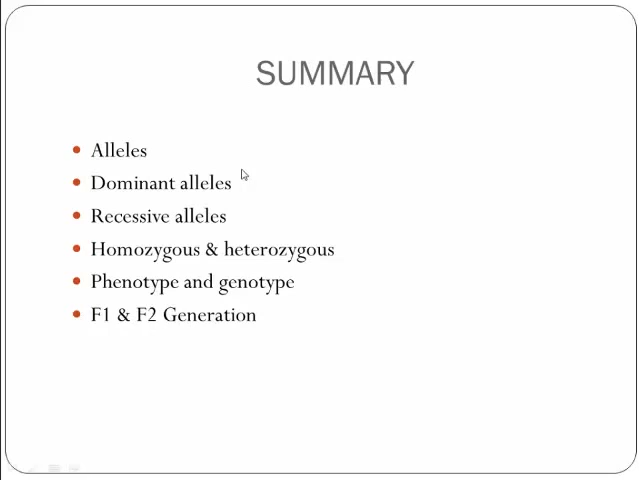 SUMMARY
Alleles
Dominant alleles
Recessive alleles
Homozygous & heterozygous
Phenotype and genotype
F1 & F2 Generation